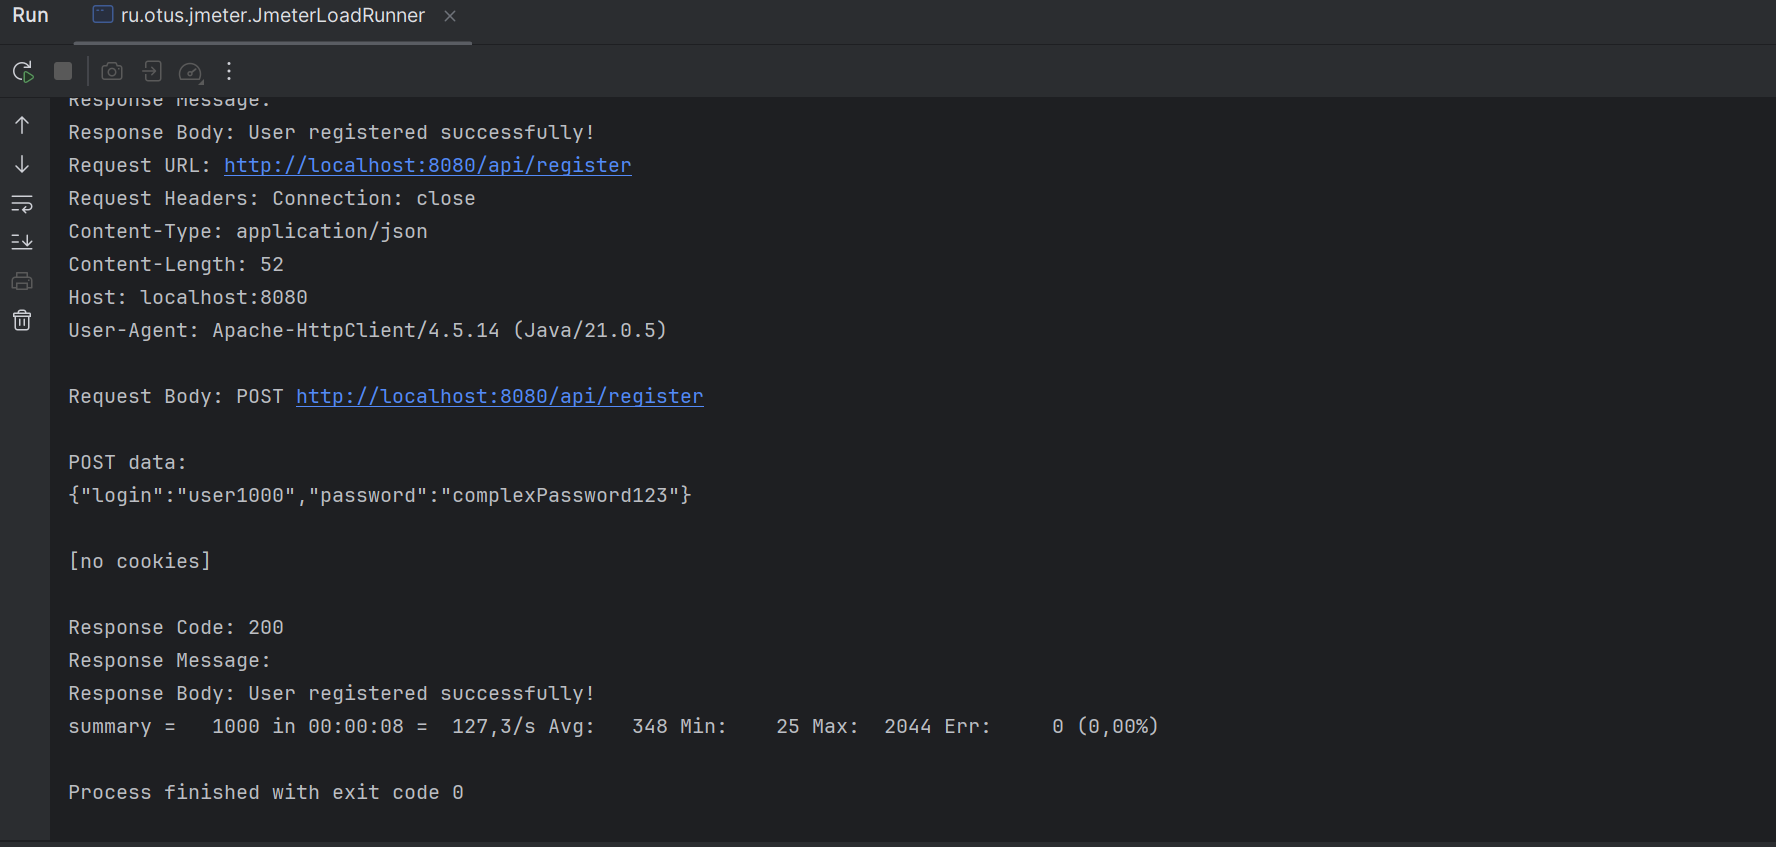 Run ru.otus.jmeter.JmeterLoadRunner
Response Message:
Response Body: User registered successfully!
Request URL: http://localhost:8080/api/register
Request Headers: Connection: close
Content-Type: application/json
Content-Length: 52
Host: localhost:8080
User-Agent: Apache-HttpClient/4.5.14 (Java/21.0.5)
Request Body: POST http://localhost:8080/api/register
POST data:
{"login":"user1000","password":"complexPassword123"}
[no cookies]
Response Code: 200
Response Message:
Response Body: User registered successfully!
summary =   1000 in 00:00:08 =  127,3/s Avg:   348 Min:    25 Max:  2044 Err:     0 (0,00%)
Process finished with exit code 0